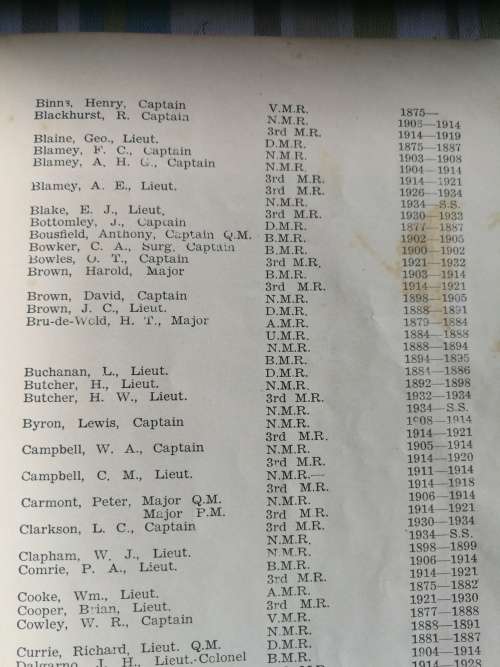 Binns, Henry, Captain V.M.R. 1875—
Blackhurst, R. Captain N.M.R. 1905—1914
3rd M.R. 1914—1919
Blaine, Geo., Lieut. D.M.R. 1875—1887
Blamey, F. C., Captain N.M.R. 1903—1908
Blamey, A. H. G., Captain N.M.R. 1904—1914
3rd M.R. 1914—1921
Blamey, A. E., Lieut. 3rd M.R. 1926—1934
N.M.R. 1934—S.S.
Blake, E. J., Lieut. 3rd M.R. 1930—1933
Bottomley, J., Captain D.M.R. 1877—1887
Bousfield, Anthony, Captain Q.M. B.M.R. 1902—1905
Bowker, C. A., Surg. Captain B.M.R. 1900—1902
Bowles, O. T., Captain 3rd M.R. 1921—1932
Brown, Harold, Major B.M.R. 1903—1914
3rd M.R. 1914—1921
Brown, David, Captain N.M.R. 1898—1905
Brown, J. C., Lieut. D.M.R. 1888—1891
Bru-de-Wold, H. T., Major A.M.R. 1879—1884
U.M.R. 1884—1888
N.M.R. 1888—1894
B.M.R. 1894—1895
Buchanan, L., Lieut. D.M.R. 1884—1886
Butcher, H., Lieut. N.M.R. 1892—1898
Butcher, H. W., Lieut. 3rd M.R. 1932—1934
N.M.R. 1934—S.S.
Byron, Lewis, Captain N.M.R. 1908—1914
3rd M.R. 1914—1921
Campbell, W. A., Captain N.M.R. 1905—1914
3rd M.R. 1914—1920
Campbell, C. M., Lieut. N.M.R.— 1911—1914
3rd M.R. 1914—1918
Carmont, Peter, Major Q.M. N.M.R. 1906—1914
Major P.M. 3rd M.R. 1914—1921
Clarkson, L. C., Captain 3rd M.R. 1930—1934
N.M.R. 1934—S.S.
Clapham, W. J., Lieut. N.M.R. 1898—1899
Comrie, P. A., Lieut. B.M.R. 1906—1914
3rd M.R. 1914—1921
Cooke, Wm., Lieut. A.M.R. 1875—1882
Cooper, Brian, Lieut. 3rd M.R. 1921—1930
Cowley, W. R., Captain V.M.R. 1877—1888
N.M.R. 1888—1891
Currie, Richard, Lieut. Q.M. D.M.R. 1881—1887
Dalgarno, J. H., Lieut.-Colonel B.M.R. 1904—1914
1914—1928